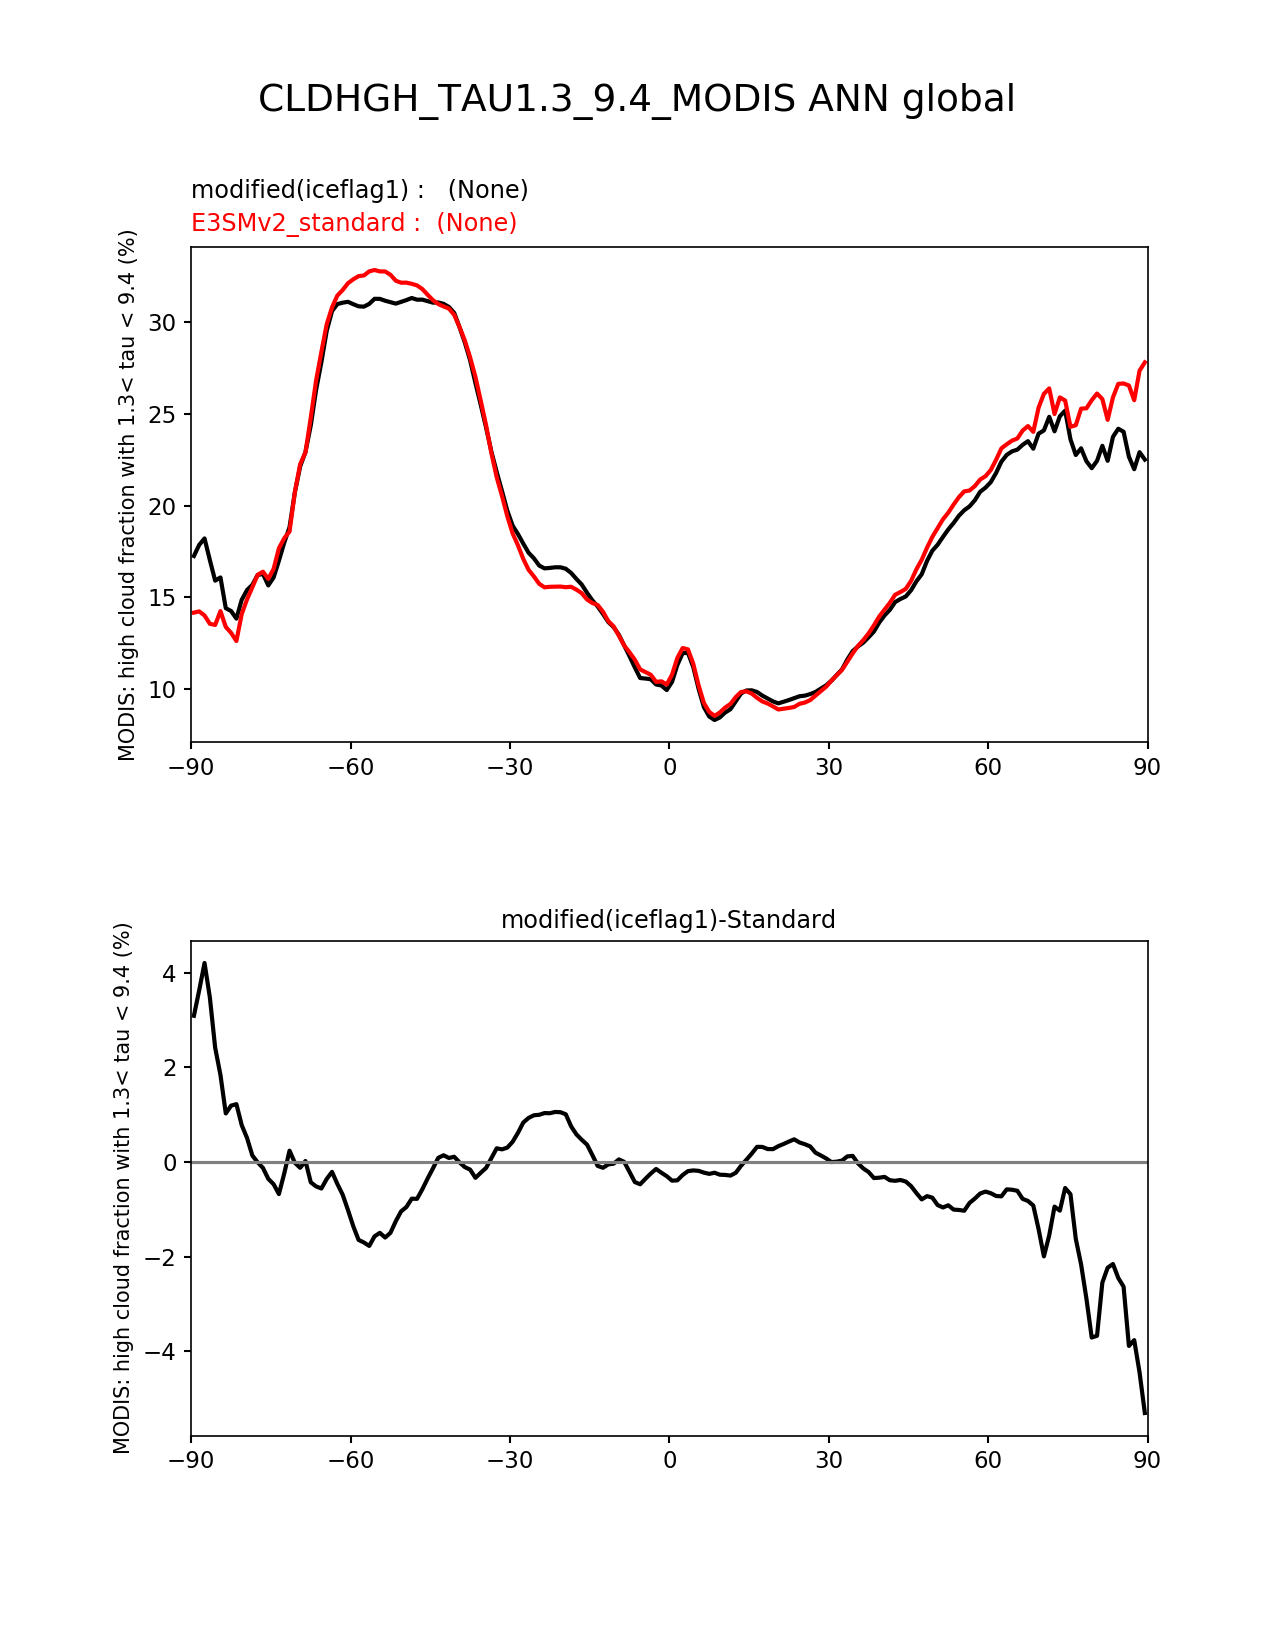 CLDHGH_TAU1.3_9.4_MODIS ANN global
modified(iceflag1) :   (None)
E3SMv2_standard :  (None)
MODIS: high cloud fraction with 1.3< tau < 9.4 (%)
30
25
20
15
10
−90 −60 −30 0 30 60 90
modified(iceflag1)-Standard
MODIS: high cloud fraction with 1.3< tau < 9.4 (%)
4
2
0
−2
−4
−90 −60 −30 0 30 60 90